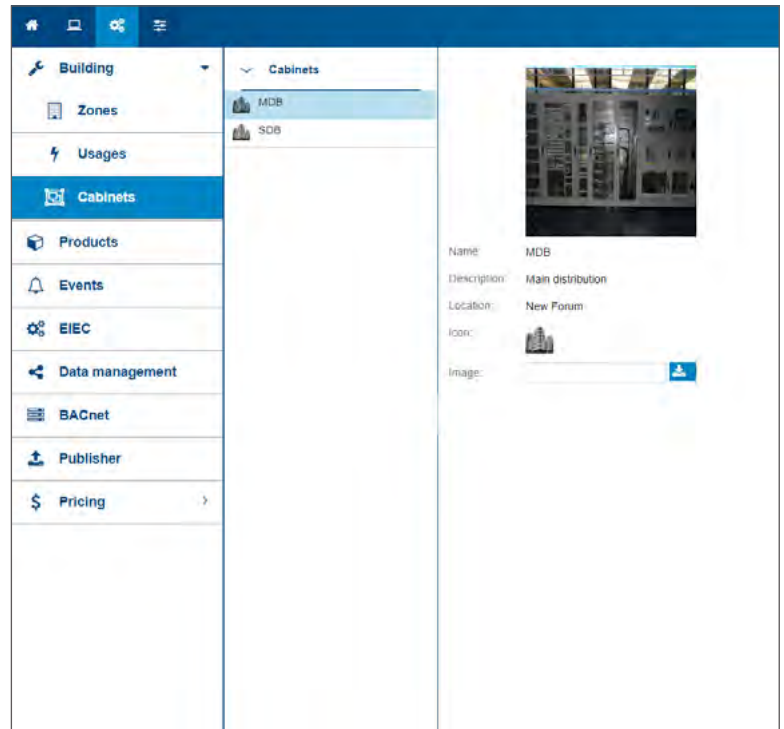 Building
Zones
Usages
Cabinets
Products
Events
EIEC
Data management
BACnet
Publisher
Pricing
Cabinets
MDB
SDB
Name: MDB
Description: Main distribution
Location: New Forum
Icon:
Image: